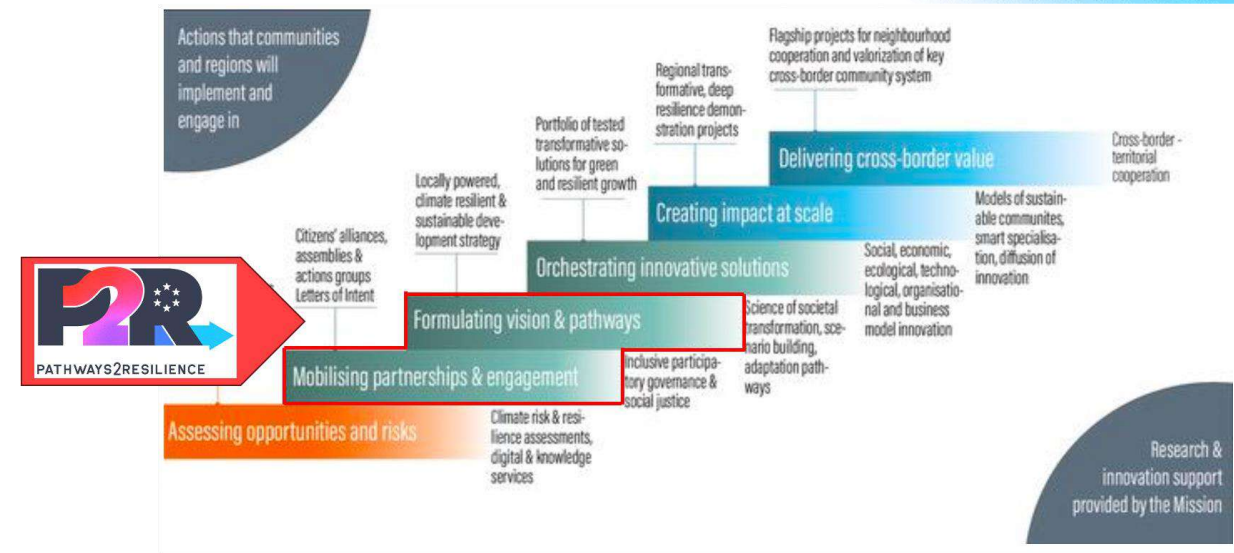 Actions that communities
and regions will
implement and
engage in
Flagship projects for neighbourhood
cooperation and valorization of key
cross-border community system
Regional trans-
formative, deep
resilience demon-
stration projects
Portfolio of tested
transformative so-
lutions for green
and resilient growth
Locally powered,
climate resilient &
sustainable deve-
lopment strategy
Citizens' alliances,
assemblies &
actions groups
Letters of Intent
P2R
PATHWAYS2RESILIENCE
Delivering cross-border value
Cross-border -
territorial
cooperation
Creating impact at scale
Models of sustain-
able communites,
smart specialisa-
tion, diffusion of
innovation
Orchestrating innovative solutions
Social, economic,
ecological, techno-
logical, organisatio-
nal and business
model innovation
Formulating vision & pathways
Science of societal
transformation, sce-
nario building,
adaptation path-
ways
Mobilising partnerships & engagement
Inclusive participa-
tory governance &
social justice
Assessing opportunities and risks
Climate risk & resi-
lience assessments,
digital & knowledge
services
Research &
innovation support
provided by the Mission